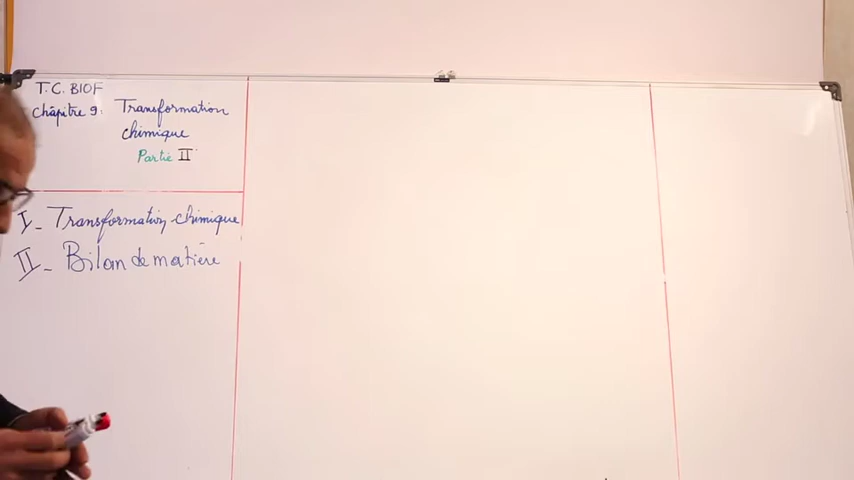 T.C. BIOF
Chapitre 9: Transformation
chimique
Partie II
I - Transformation chimique
II - Bilan de matière